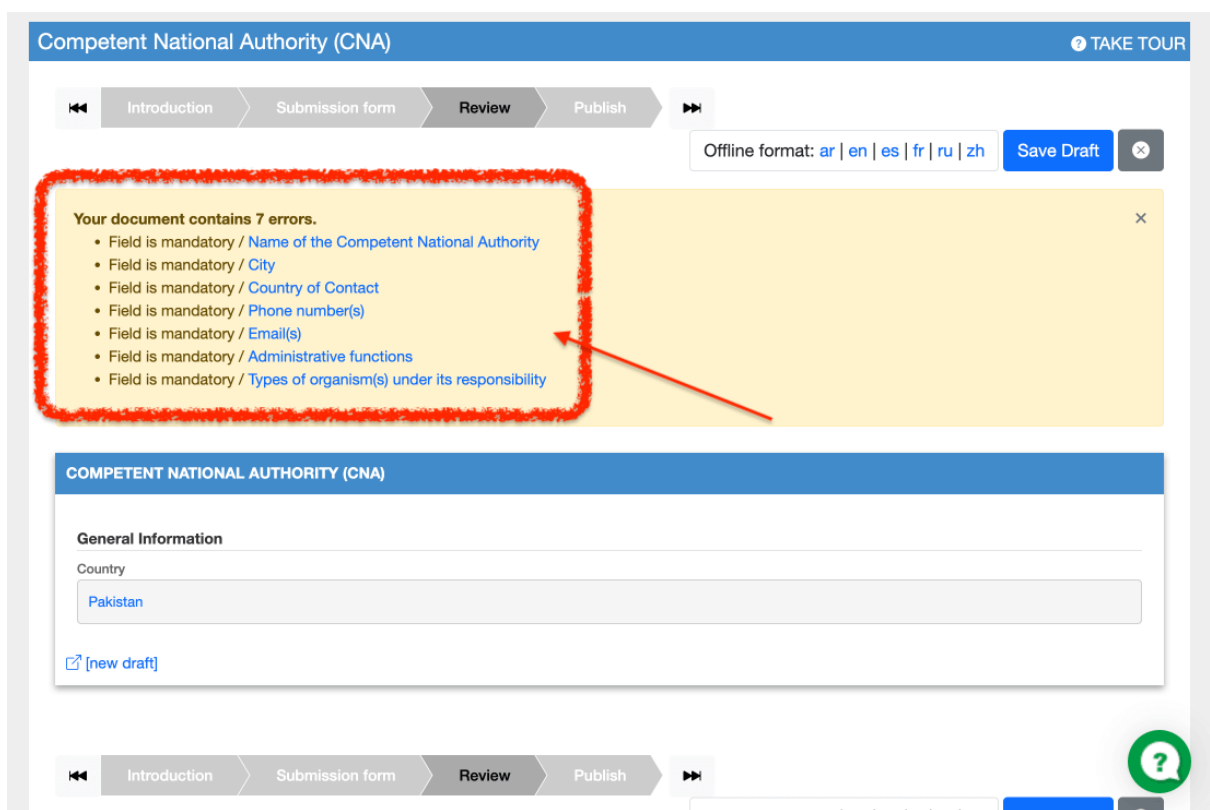 Competent National Authority (CNA)
TAKE TOUR
Introduction
Submission form
Review
Publish
Offline format: ar | en | es | fr | ru | zh
Save Draft
Your document contains 7 errors.
• Field is mandatory / Name of the Competent National Authority
• Field is mandatory / City
• Field is mandatory / Country of Contact
• Field is mandatory / Phone number(s)
• Field is mandatory / Email(s)
• Field is mandatory / Administrative functions
• Field is mandatory / Types of organism(s) under its responsibility
COMPETENT NATIONAL AUTHORITY (CNA)
General Information
Country
Pakistan
[new draft]
Introduction
Submission form
Review
Publish